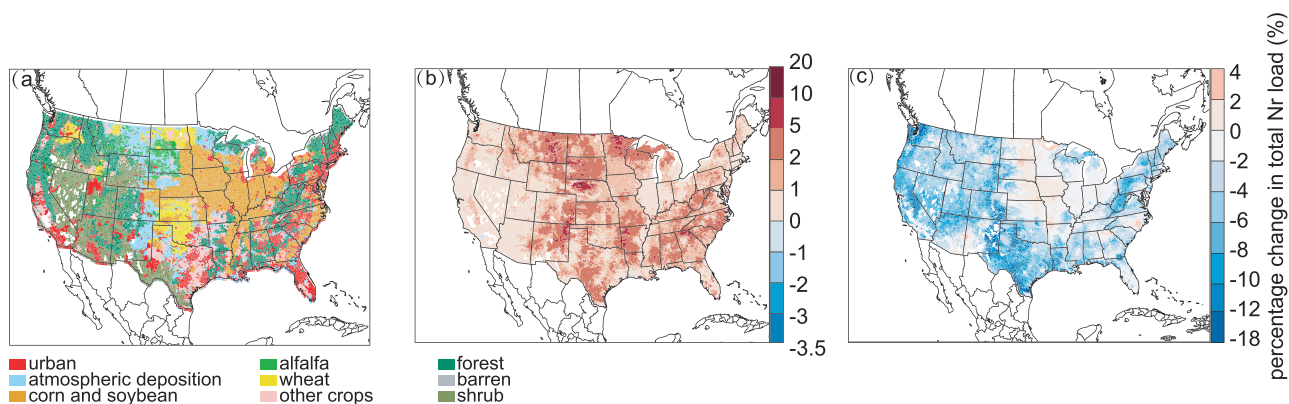 (a)
(b)
(c)
20
10
5
2
1
0
-1
-2
-3
-3.5
4
2
0
-2
-4
-6
-8
-10
-12
-18
percentage change in total Nr load (%)
urban
atmospheric deposition
corn and soybean
alfalfa
wheat
other crops
forest
barren
shrub